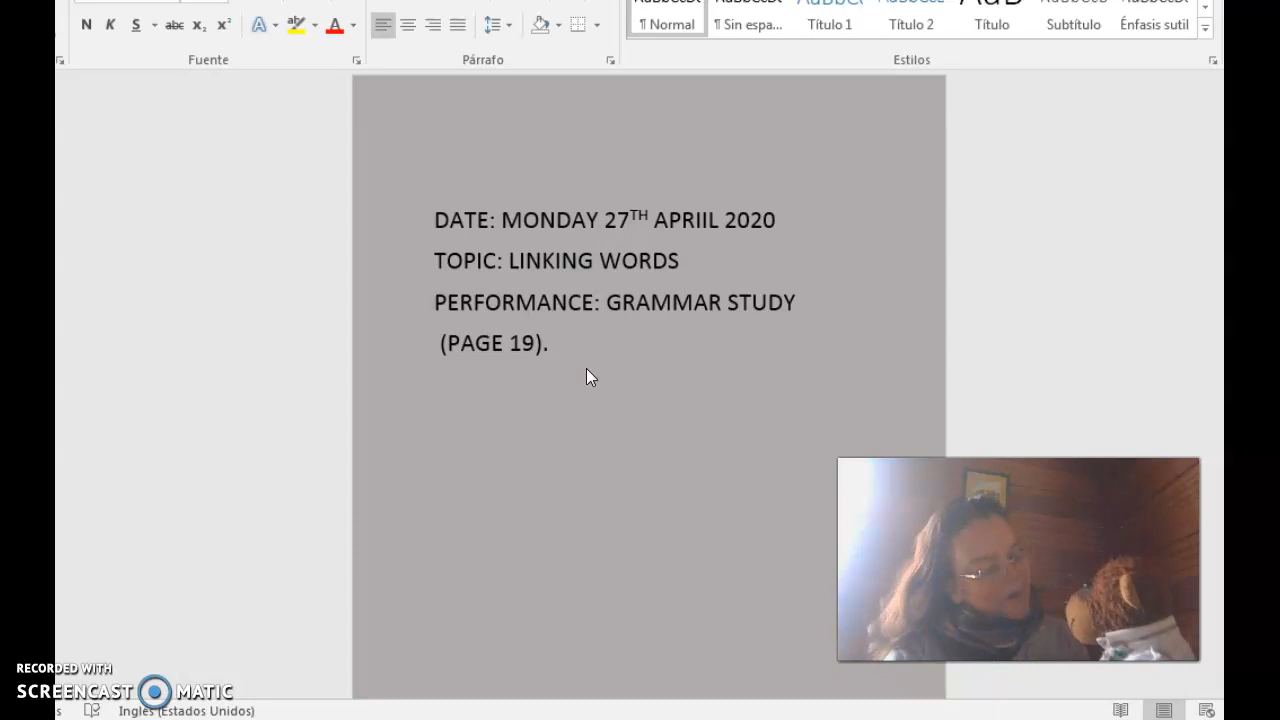 N K S abc x₂ x² A aby A
Fuente
Párrafo
¶ Normal ¶ Sin espa... Título 1 Título 2 Título Subtítulo Énfasis sutil
Estilos
DATE: MONDAY 27TH APRIIL 2020
TOPIC: LINKING WORDS
PERFORMANCE: GRAMMAR STUDY
(PAGE 19).
RECORDED WITH
SCREENCAST MATIC
s Inglés (Estados Unidos)